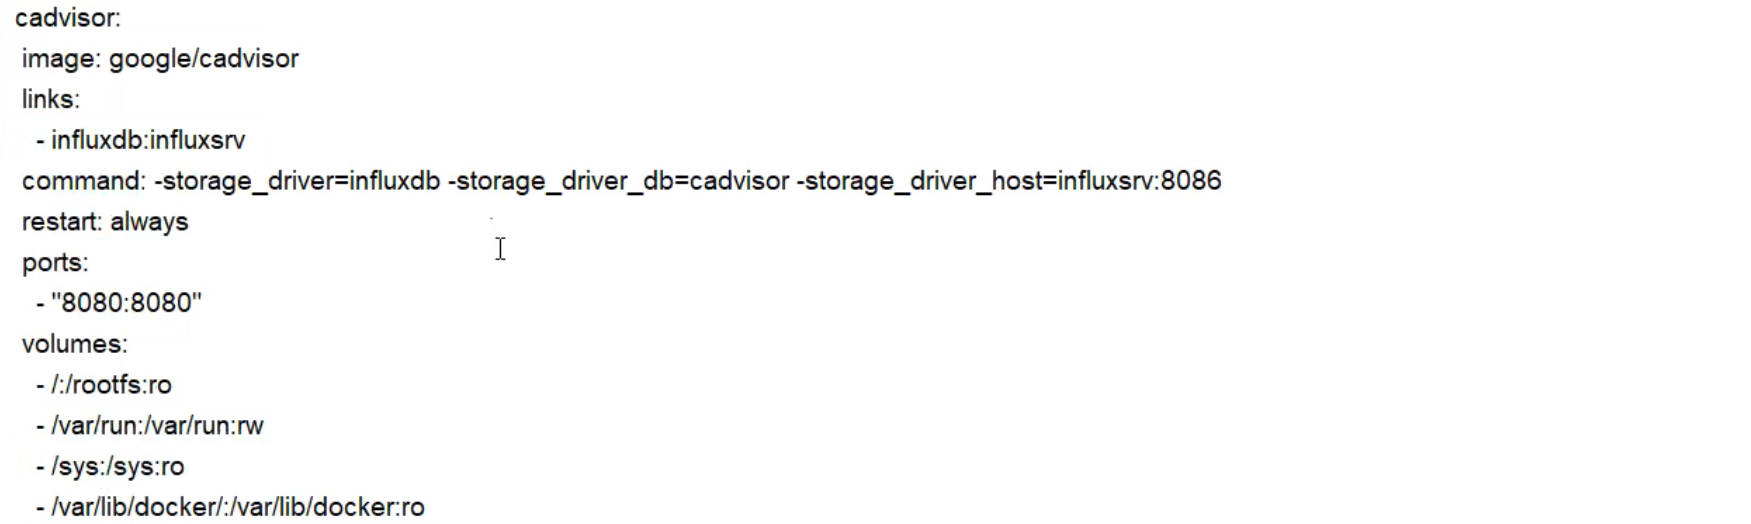 cadvisor:
image: google/cadvisor
links:
- influxdb:influxsrv
command: -storage_driver=influxdb -storage_driver_db=cadvisor -storage_driver_host=influxsrv:8086
restart: always
ports:
- "8080:8080"
volumes:
- /:/rootfs:ro
- /var/run:/var/run:rw
- /sys:/sys:ro
- /var/lib/docker/:/var/lib/docker:ro